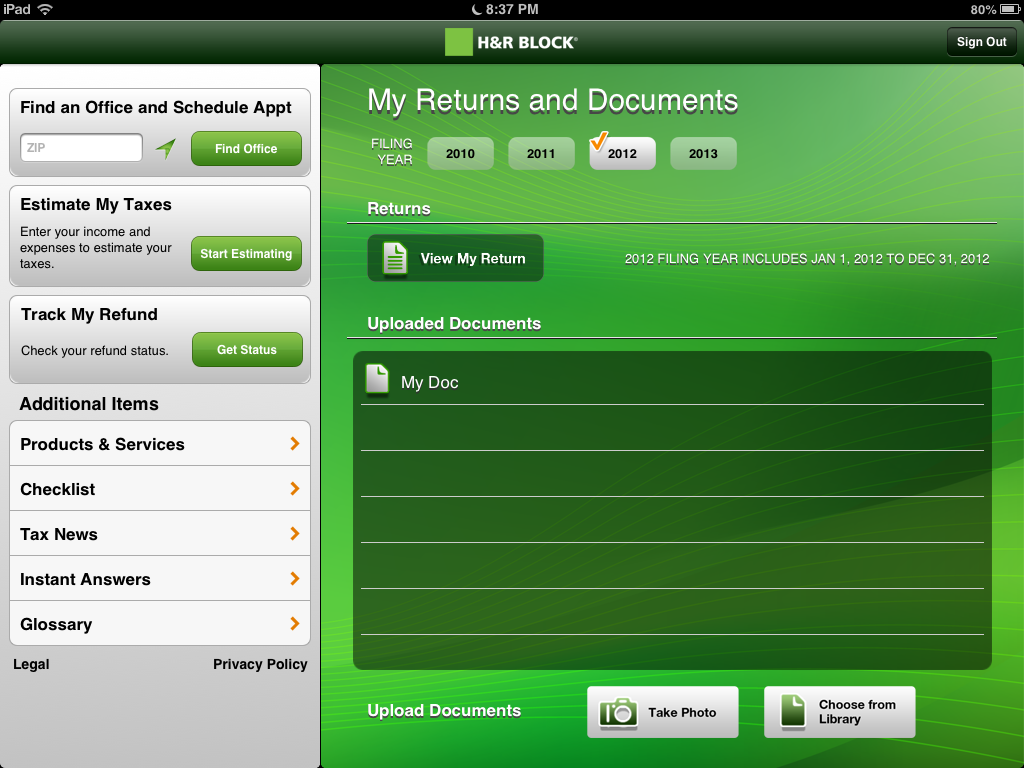 iPad
8:37 PM
80%
H&R BLOCK®
Sign Out
Find an Office and Schedule Appt
ZIP
Find Office
Estimate My Taxes
Enter your income and
expenses to estimate your
taxes.
Start Estimating
Track My Refund
Check your refund status.
Get Status
Additional Items
Products & Services
Checklist
Tax News
Instant Answers
Glossary
Legal
Privacy Policy
My Returns and Documents
FILING
YEAR
2010
2011
2012
2013
Returns
View My Return
2012 FILING YEAR INCLUDES JAN 1, 2012 TO DEC 31, 2012
Uploaded Documents
My Doc
Upload Documents
Take Photo
Choose from
Library